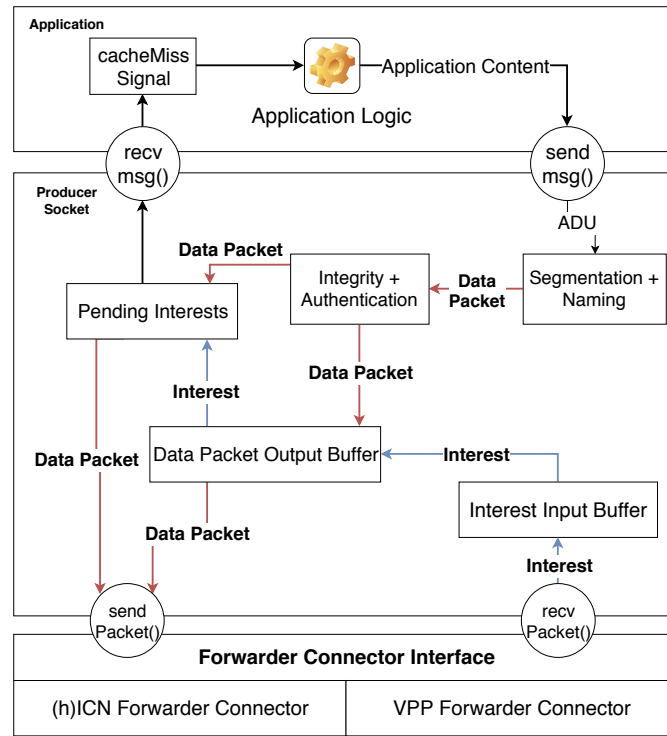 Application
cacheMiss
Signal
Application Content
Application Logic
recv
msg()
send
msg()
Producer
Socket
ADU
Data Packet
Integrity +
Authentication
Data
Packet
Segmentation +
Naming
Pending Interests
Data Packet
Interest
Data Packet
Data Packet Output Buffer
Interest
Interest Input Buffer
Data Packet
Interest
send
Packet()
recv
Packet()
Forwarder Connector Interface
(h)ICN Forwarder Connector
VPP Forwarder Connector